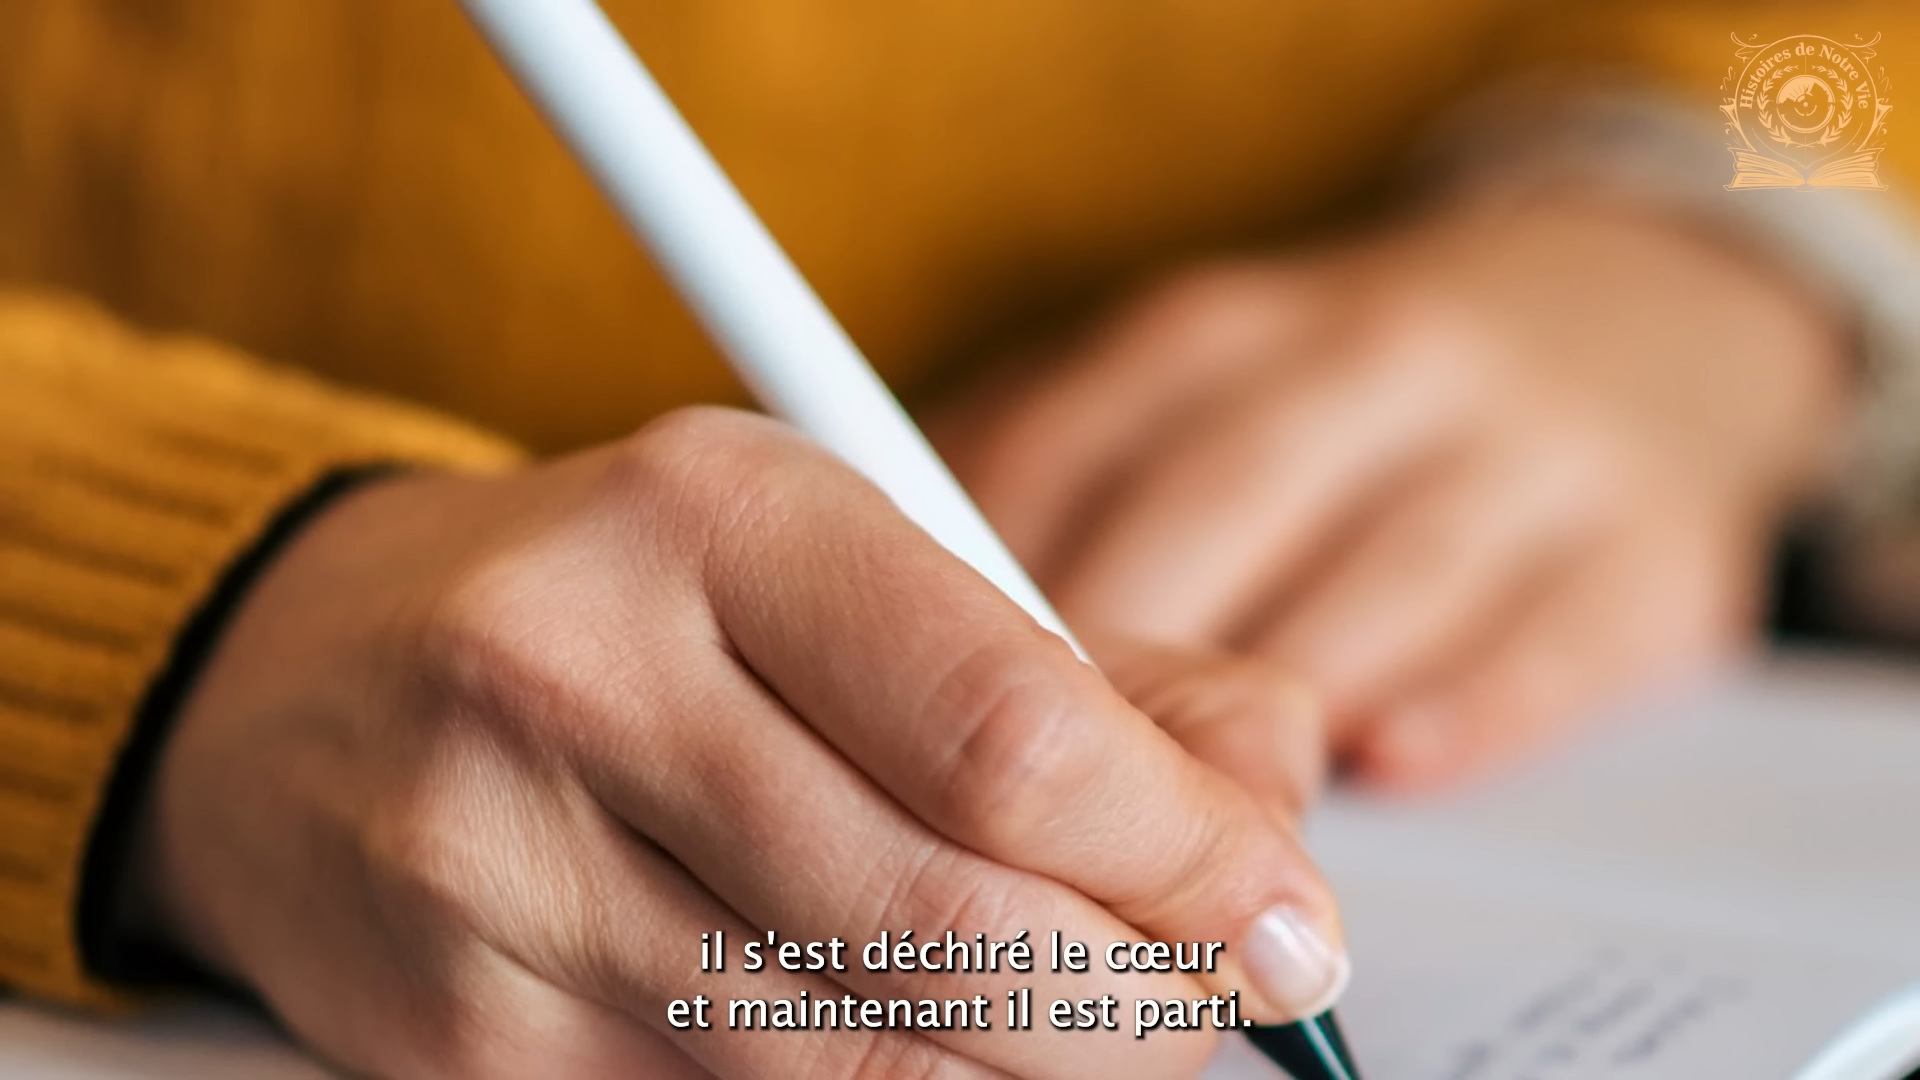 Histoires de Notre Vie
il s'est déchiré le cœur
et maintenant il est parti.